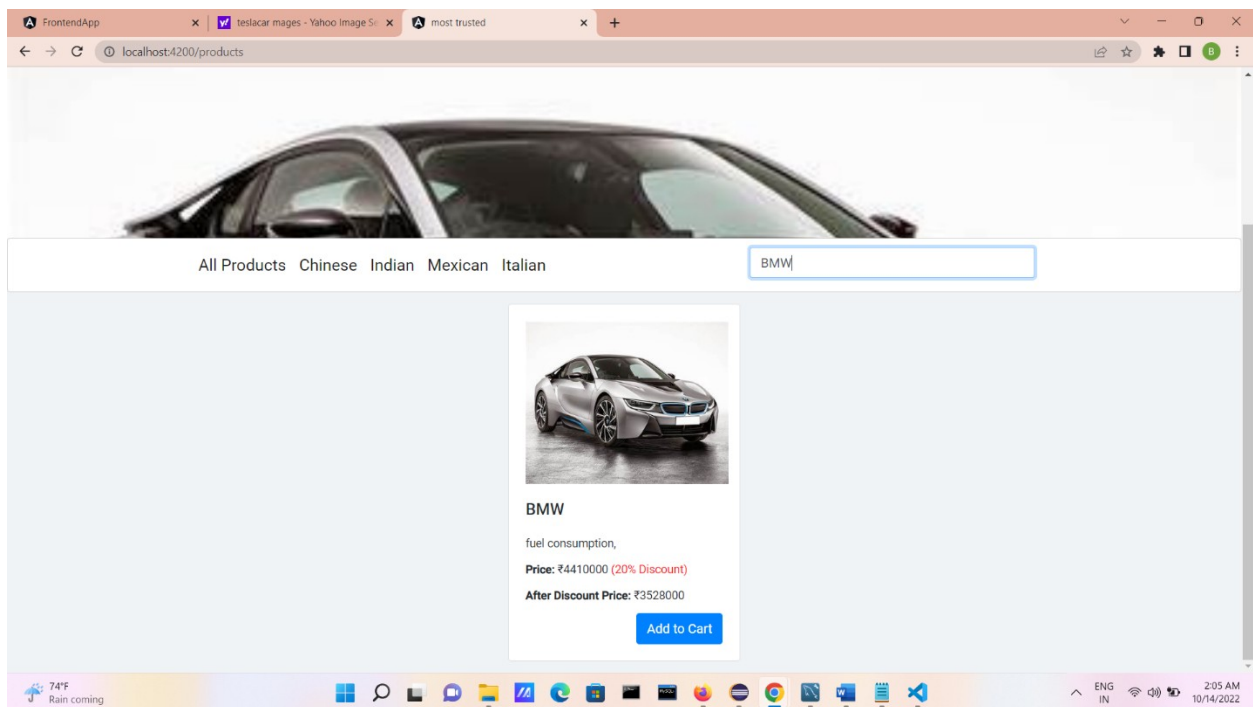 FrontendApp
teslacar mages - Yahoo Image Se
most trusted
localhost:4200/products
B
All Products Chinese Indian Mexican Italian
BMW
BMW
fuel consumption,
Price: ₹4410000 (20% Discount)
After Discount Price: ₹3528000
Add to Cart
74°F
Rain coming
ENG
IN
2:05 AM
10/14/2022